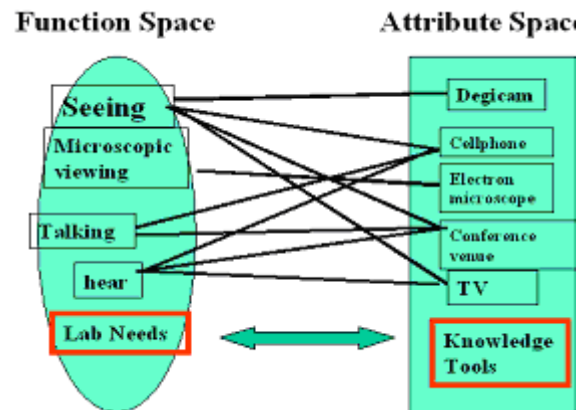 Function Space
Attribute Space
Seeing
Microscopic
viewing
Talking
hear
Lab Needs
Degicam
Cellphone
Electron
microscope
Conference
venue
TV
Knowledge
Tools